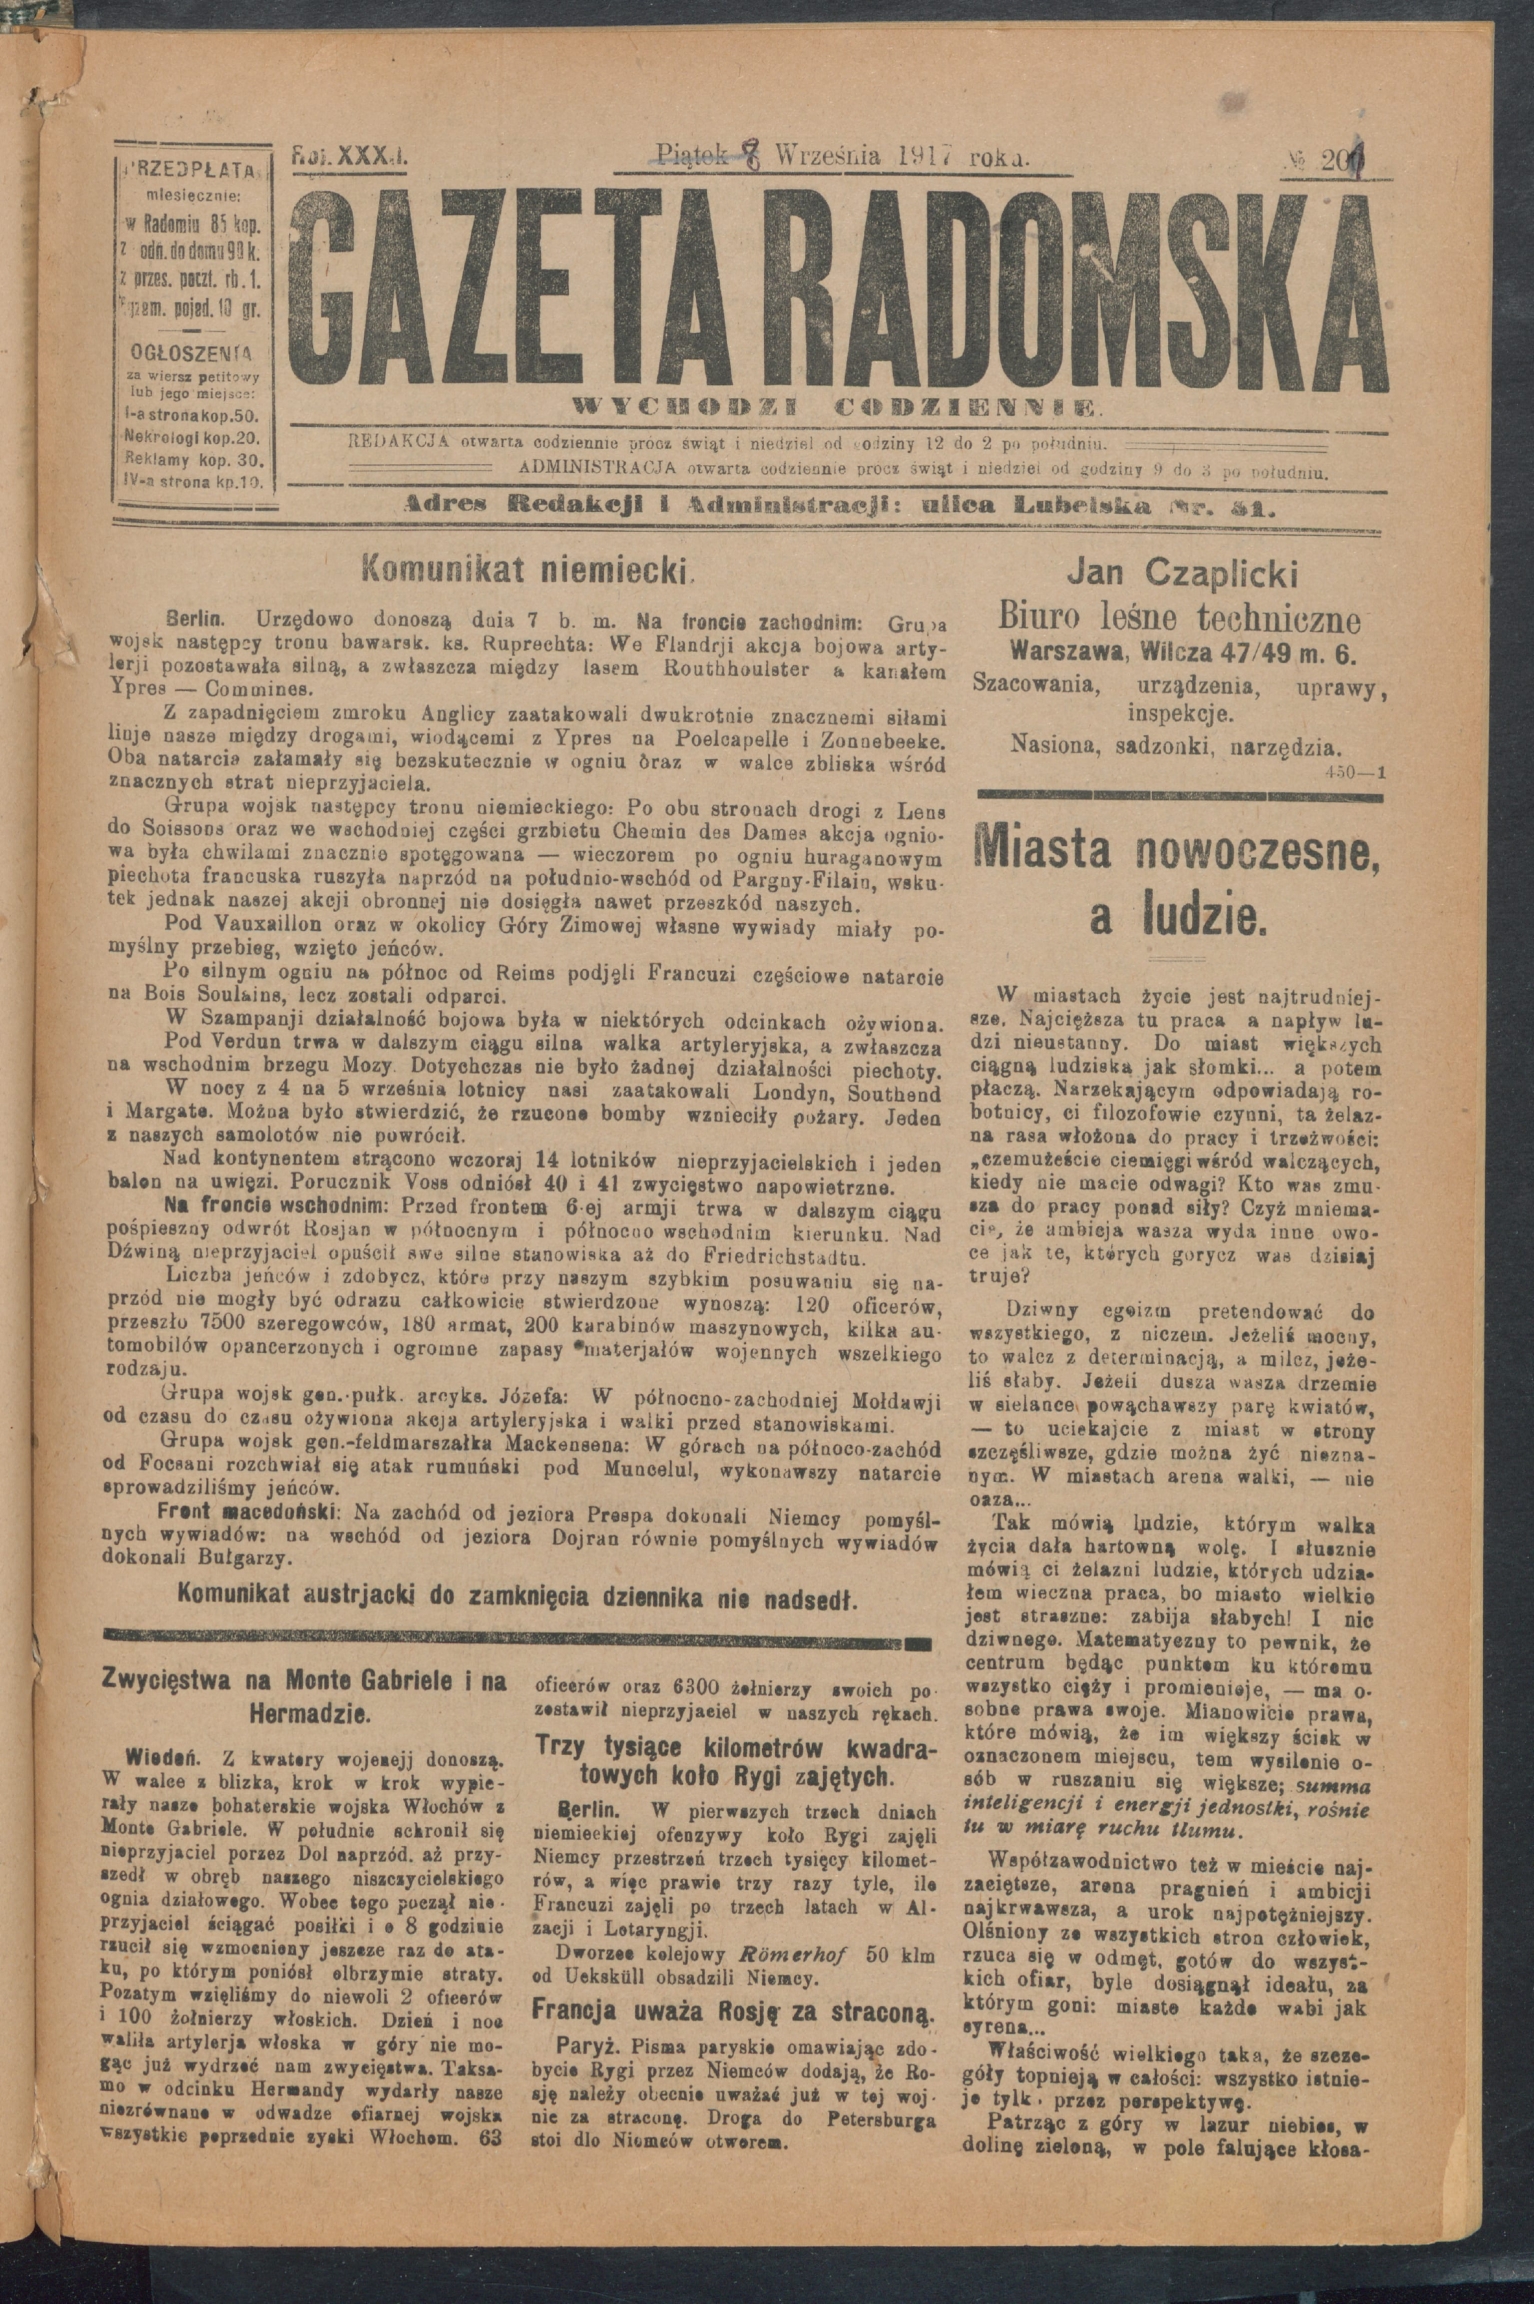 PRZEDPŁATA
miesięcznie:
w Radomiu 85 kop.
z odn. do domu 90 k.
z przes. poczt. rb. 1.
Egzem. pojed. 10 gr.
OGŁOSZENIA
za wiersz petitowy
lub jego miejsce:
I-a strona kop. 50.
Nekrologi kop. 20.
Reklamy kop. 30.
IV-a strona kp. 10.
Rok XXXI.
Piątek 8 Września 1917 roku.
№ 201
GAZETA RADOMSKA
WYCHODZI CODZIENNIE.
REDAKCJA otwarta codziennie prócz świąt i niedziel od godziny 12 do 2 po południu.
ADMINISTRACJA otwarta codziennie prócz świąt i niedziel od godziny 9 do 3 po południu.
Adres Redakcji i Administracji: ulica Lubelska Nr. 51.
Komunikat niemiecki.
Berlin. Urzędowo donoszą dnia 7 b. m. Na froncie zachodnim: Grupa
wojsk następcy tronu bawarsk. ks. Ruprechta: We Flandrji akcja bojowa arty-
lerji pozostawała silną, a zwłaszcza między lasem Routhhoulster a kanałem
Ypres — Commines.
Z zapadnięciem zmroku Anglicy zaatakowali dwukrotnie znacznemi siłami
linje nasze między drogami, wiodącemi z Ypres na Poelcapelle i Zonnebeeke.
Oba natarcia załamały się bezskutecznie w ogniu oraz w walce zbliska wśród
znacznych strat nieprzyjaciela.
Grupa wojsk następcy tronu niemieckiego: Po obu stronach drogi z Lens
do Soissons oraz we wschodniej części grzbietu Chemin des Dames akcja ognio-
wa była chwilami znacznie spotęgowana — wieczorem po ogniu huraganowym
piechota francuska ruszyła naprzód na południo-wschód od Pargny-Filain, wsku-
tek jednak naszej akcji obronnej nie dosięgła nawet przeszkód naszych.
Pod Vauxaillon oraz w okolicy Góry Zimowej własne wywiady miały po-
myślny przebieg, wzięto jeńców.
Po silnym ogniu na północ od Reims podjęli Francuzi częściowe natarcie
na Bois Soulains, lecz zostali odparci.
W Szampanji działalność bojowa była w niektórych odcinkach ożywiona.
Pod Verdun trwa w dalszym ciągu silna walka artyleryjska, a zwłaszcza
na wschodnim brzegu Mozy. Dotychczas nie było żadnej działalności piechoty.
W nocy z 4 na 5 września lotnicy nasi zaatakowali Londyn, Southend
i Margate. Można było stwierdzić, że rzucone bomby wznieciły pożary. Jeden
z naszych samolotów nie powrócił.
Nad kontynentem strącono wczoraj 14 lotników nieprzyjacielskich i jeden
balon na uwięzi. Porucznik Voss odniósł 40 i 41 zwycięstwo napowietrzne.
Na froncie wschodnim: Przed frontem 6-ej armji trwa w dalszym ciągu
pośpieszny odwrót Rosjan w północnym i północno wschodnim kierunku. Nad
Dźwiną nieprzyjaciel opuścił swe silne stanowiska aż do Friedrichstadtu.
Liczba jeńców i zdobycz, które przy naszym szybkim posuwaniu się na-
przód nie mogły być odrazu całkowicie stwierdzone wynoszą: 120 oficerów,
przeszło 7500 szeregowców, 180 armat, 200 karabinów maszynowych, kilka au-
tomobilów opancerzonych i ogromne zapasy materjałów wojennych wszelkiego
rodzaju.
Grupa wojsk gen.-pułk. arcyks. Józefa: W północno-zachodniej Mołdawji
od czasu do czasu ożywiona akcja artyleryjska i walki przed stanowiskami.
Grupa wojsk gen.-feldmarszałka Mackensena: W górach na północo-zachód
od Focsani rozchwiał się atak rumuński pod Muncelul, wykonawszy natarcie
sprowadziliśmy jeńców.
Front macedoński: Na zachód od jeziora Prespa dokonali Niemcy pomyśl-
nych wywiadów: na wschód od jeziora Dojran równie pomyślnych wywiadów
dokonali Bułgarzy.
Komunikat austrjacki do zamknięcia dziennika nie nadsedł.
Zwycięstwa na Monte Gabriele i na
Hermadzie.
Wiedeń. Z kwatery wojenejj donoszą.
W walce z blizka, krok w krok wypie-
rały nasze bohaterskie wojska Włochów z
Monte Gabriele. W południe schronił się
nieprzyjaciel porzez Dol naprzód. aż przy-
szedł w obręb naszego niszczycielskiego
ognia działowego. Wobec tego począł nie-
przyjaciel ściągać posiłki i o 8 godzinie
rzucił się wzmocniony jeszcze raz do ata-
ku, po którym poniósł olbrzymie straty.
Pozatym wzięliśmy do niewoli 2 oficerów
i 100 żołnierzy włoskich. Dzień i noc
waliła artylerja włoska w góry nie mo-
gąc już wydrzeć nam zwycięstwa. Taksa-
mo w odcinku Hermandy wydarły nasze
niezrównane w odwadze ofiarnej wojska
wszystkie poprzednie zyski Włochom. 63
oficerów oraz 6300 żołnierzy swoich po-
zostawił nieprzyjaciel w naszych rękach.
Trzy tysiące kilometrów kwadra-
towych koło Rygi zajętych.
Berlin. W pierwszych trzech dniach
niemieckiej ofenzywy koło Rygi zajęli
Niemcy przestrzeń trzech tysięcy kilomet-
rów, a więc prawie trzy razy tyle, ile
Francuzi zajęli po trzech latach w Al-
zacji i Lotaryngji.
Dworzec kolejowy Römerhof 50 klm
od Uekskūll obsadzili Niemcy.
Francja uważa Rosję za straconą.
Paryż. Pisma paryskie omawiając zdo-
bycie Rygi przez Niemców dodają, że Ro-
sję należy obecnie uważać już w tej woj-
nie za straconę. Droga do Petersburga
stoi dlo Niemców otworem.
Jan Czaplicki
Biuro leśne techniczne
Warszawa, Wilcza 47/49 m. 6.
Szacowania, urządzenia, uprawy,
inspekcje.
Nasiona, sadzonki, narzędzia.
450—1
Miasta nowoczesne,
a ludzie.
W miastach życie jest najtrudniej-
sze. Najcięższa tu praca a napływ lu-
dzi nieustanny. Do miast większych
ciągną ludziska jak słomki... a potem
płaczą. Narzekającym odpowiadają ro-
botnicy, ci filozofowie czynni, ta żelaz-
na rasa włożona do pracy i trzeźwości:
„czemużeście ciemięgi wśród walczących,
kiedy nie macie odwagi? Kto was zmu-
sza do pracy ponad siły? Czyż mniema-
cie, że ambicja wasza wyda inne owo-
ce jak te, których gorycz was dzisiaj
truje?
Dziwny egoizm pretendować do
wszystkiego, z niczem. Jeżeliś mocny,
to walcz z determinacją, a milcz, jeże-
liś słaby. Jeżeli dusza wasza drzemie
w sielance powąchawszy parę kwiatów,
— to uciekajcie z miast w strony
szczęśliwsze, gdzie można żyć niezna-
nym. W miastach arena walki, — nie
oaza...
Tak mówią ludzie, którym walka
życia dała hartowną wolę. I słusznie
mówią ci żelazni ludzie, których udzia-
łem wieczna praca, bo miasto wielkie
jest straszne: zabija słabych! I nic
dziwnego. Matematyczny to pewnik, że
centrum będąc punktem ku któremu
wszystko ciąży i promienieje, — ma o-
sobne prawa swoje. Mianowicie prawa,
które mówią, że im większy ścisk w
oznaczonem miejscu, tem wysilenie o-
sób w ruszaniu się większe; summa
inteligencji i energji jednostki, rośnie
tu w miarę ruchu tłumu.
Współzawodnictwo też w mieście naj-
zaciętsze, arena pragnień i ambicji
najkrwawsza, a urok najpotężniejszy.
Olśniony ze wszystkich stron człowiek,
rzuca się w odmęt, gotów do wszyst-
kich ofiar, byle dosiągnął ideału, za
którym goni: miasto każde wabi jak
syrena...
Właściwość wielkiego taka, że szcze-
góły topnieją w całości: wszystko istnie-
je tylk. przez perspektywę.
Patrząc z góry w lazur niebios, w
dolinę zieloną, w pole falujące kłosa-